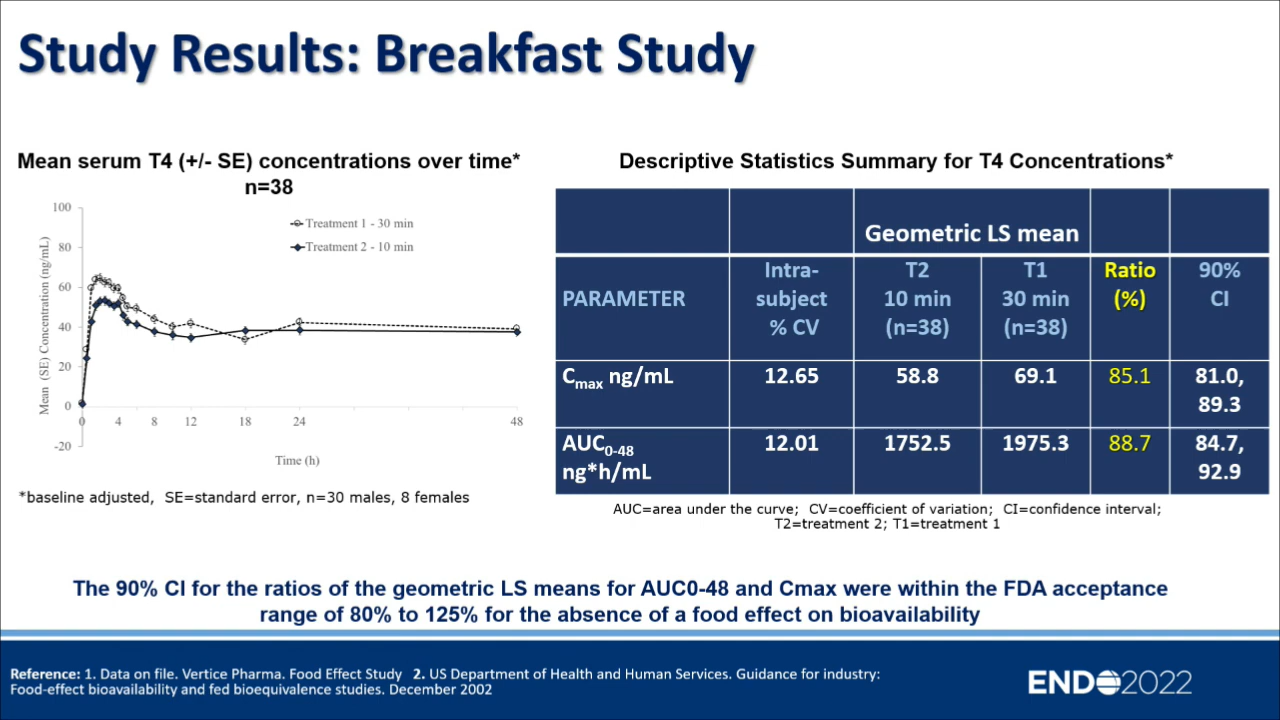 Study Results: Breakfast Study
Mean serum T4 (+/- SE) concentrations over time*
n=38
100
80
60
40
20
0
-20
Mean (SE) Concentration (ng/mL)
Treatment 1 - 30 min
Treatment 2 - 10 min
0 4 8 12 18 24 48
Time (h)
*baseline adjusted, SE=standard error, n=30 males, 8 females
Descriptive Statistics Summary for T4 Concentrations*
Geometric LS mean
PARAMETER
Intra-
subject
% CV
T2
10 min
(n=38)
T1
30 min
(n=38)
Ratio
(%)
90%
CI
Cmax ng/mL 12.65 58.8 69.1 85.1 81.0,
89.3
AUC0-48 12.01 1752.5 1975.3 88.7 84.7,
ng*h/mL 92.9
AUC=area under the curve; CV=coefficient of variation; CI=confidence interval;
T2=treatment 2; T1=treatment 1
The 90% CI for the ratios of the geometric LS means for AUC0-48 and Cmax were within the FDA acceptance
range of 80% to 125% for the absence of a food effect on bioavailability
Reference: 1. Data on file. Vertice Pharma. Food Effect Study 2. US Department of Health and Human Services. Guidance for industry:
Food-effect bioavailability and fed bioequivalence studies. December 2002
ENDO2022